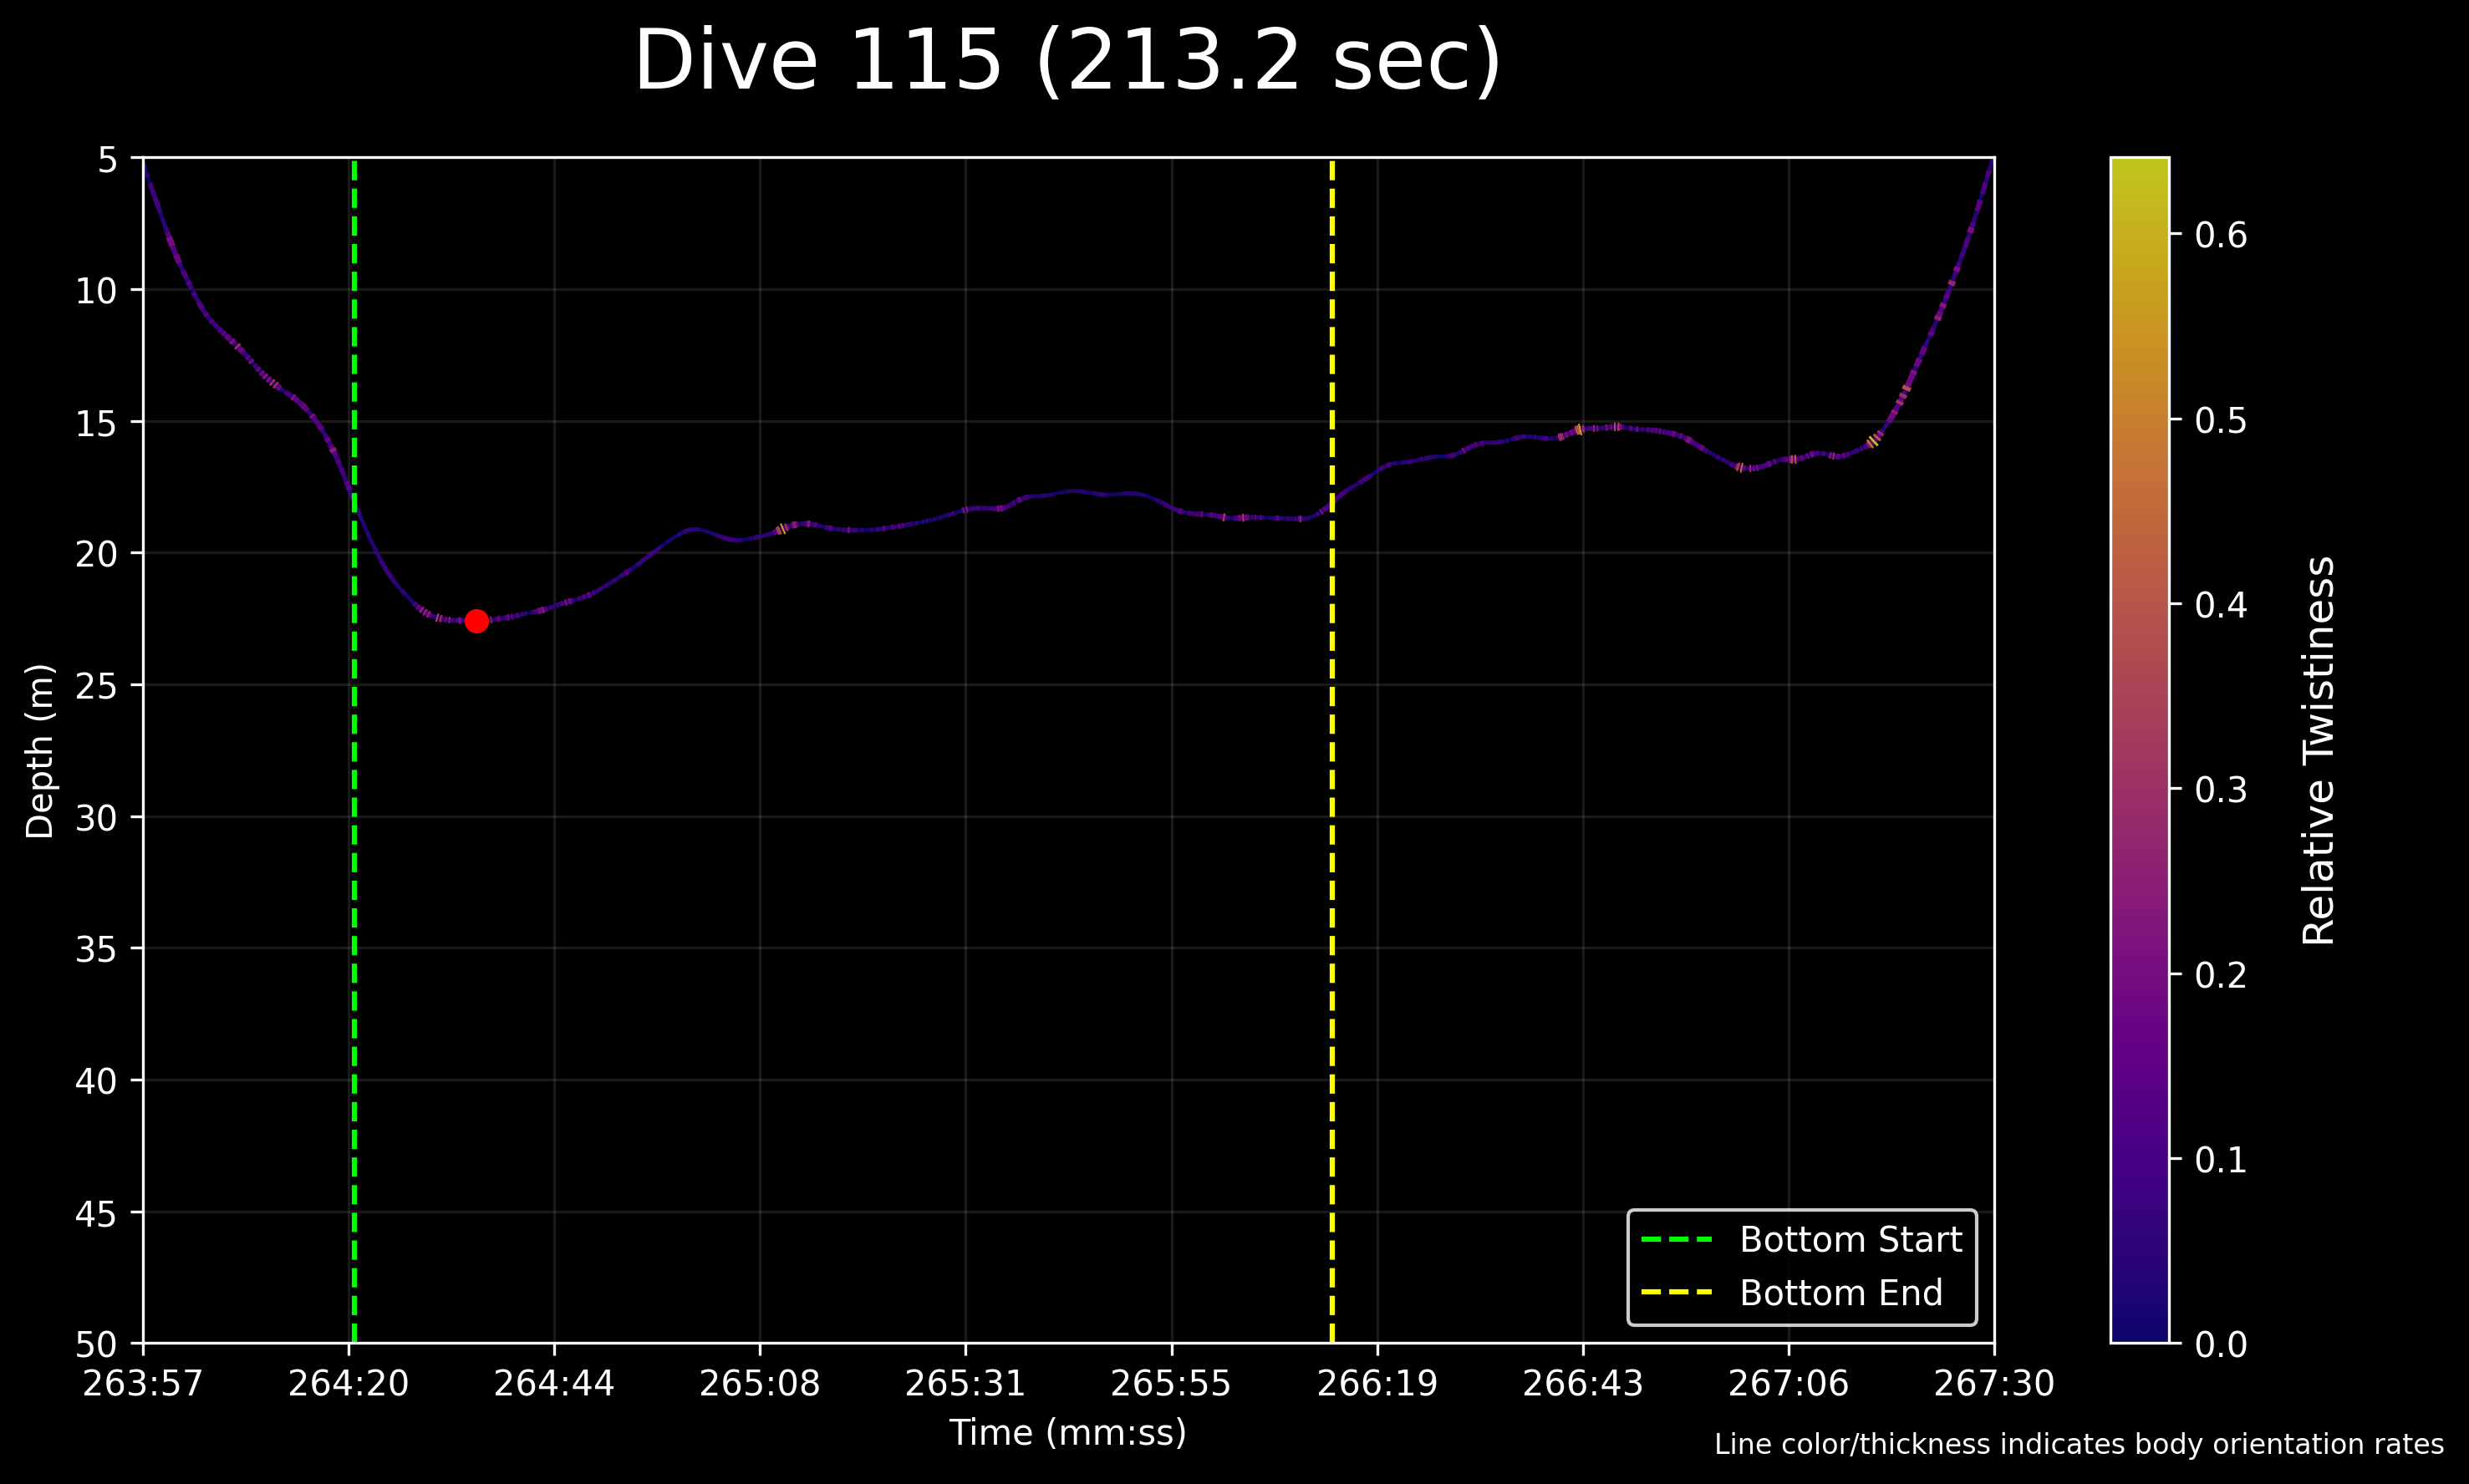 Dive 115 (213.2 sec)
5
10
15
20
25
30
35
40
45
50
Depth (m)
263:57 264:20 264:44 265:08 265:31 265:55 266:19 266:43 267:06 267:30
Time (mm:ss)
Bottom Start
Bottom End
0.6
0.5
0.4
0.3
0.2
0.1
0.0
Relative Twistiness
Line color/thickness indicates body orientation rates